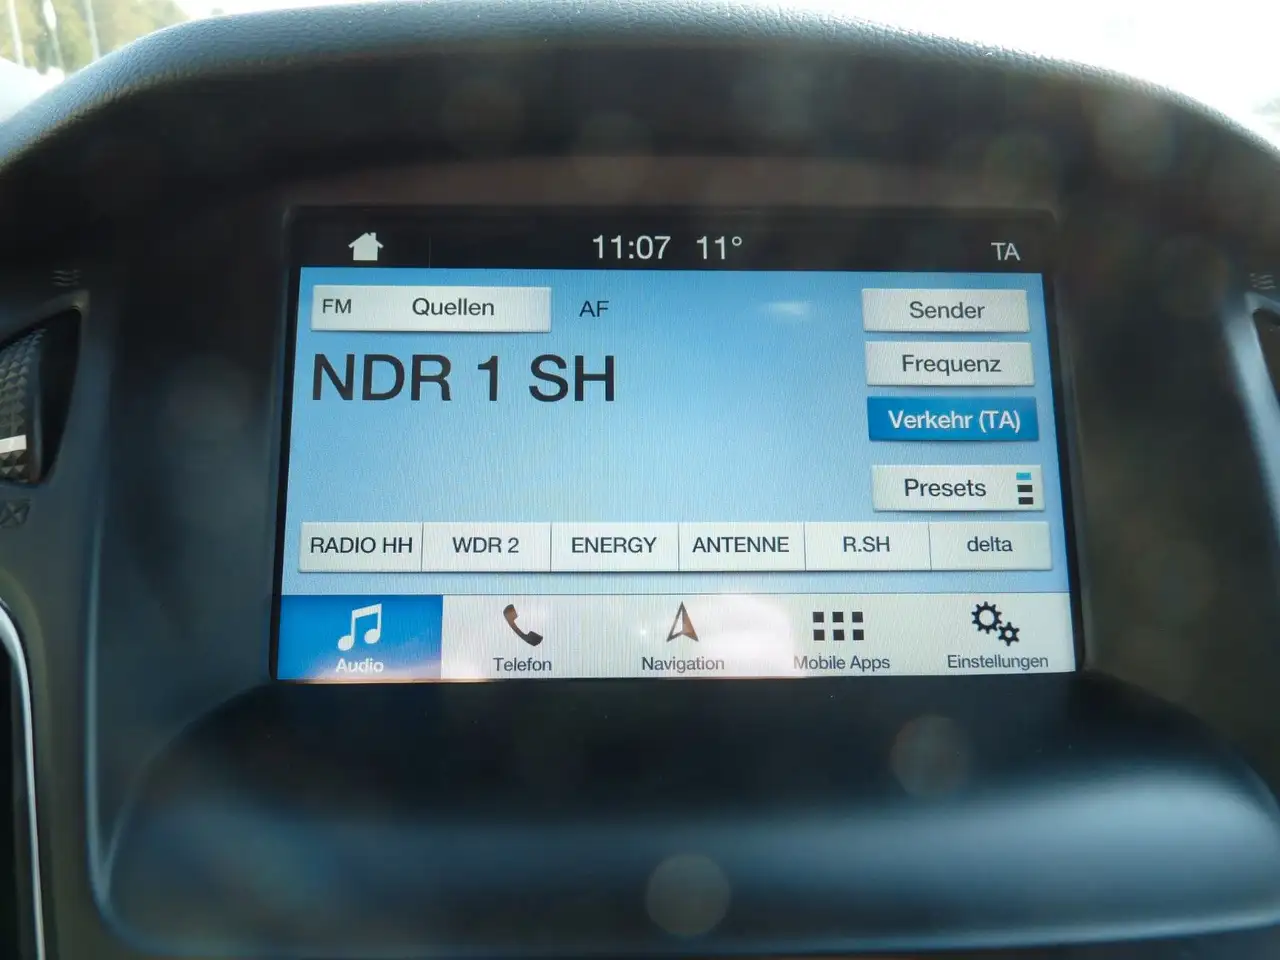 11:07 11° TA
FM Quellen AF
Sender
NDR 1 SH
Frequenz
Verkehr (TA)
Presets
RADIO HH WDR 2 ENERGY ANTENNE R.SH delta
Audio Telefon Navigation Mobile Apps Einstellungen